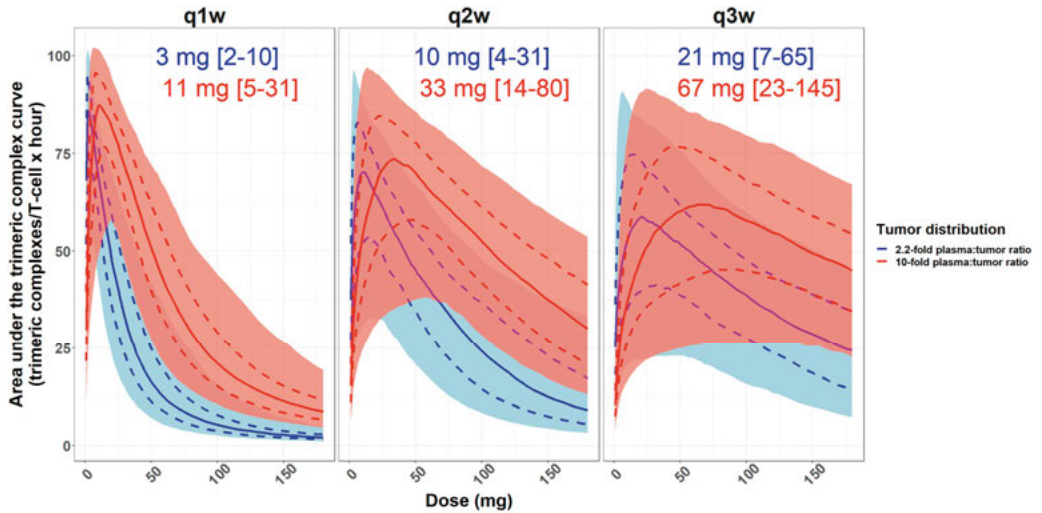 q1w
q2w
q3w
3 mg [2-10]
11 mg [5-31]
10 mg [4-31]
33 mg [14-80]
21 mg [7-65]
67 mg [23-145]
Area under the trimeric complex curve
(trimeric complexes/T-cell x hour)
100
75
50
25
0
0
50
100
150
0
50
100
150
0
50
100
150
Dose (mg)
Tumor distribution
2.2-fold plasma:tumor ratio
10-fold plasma:tumor ratio